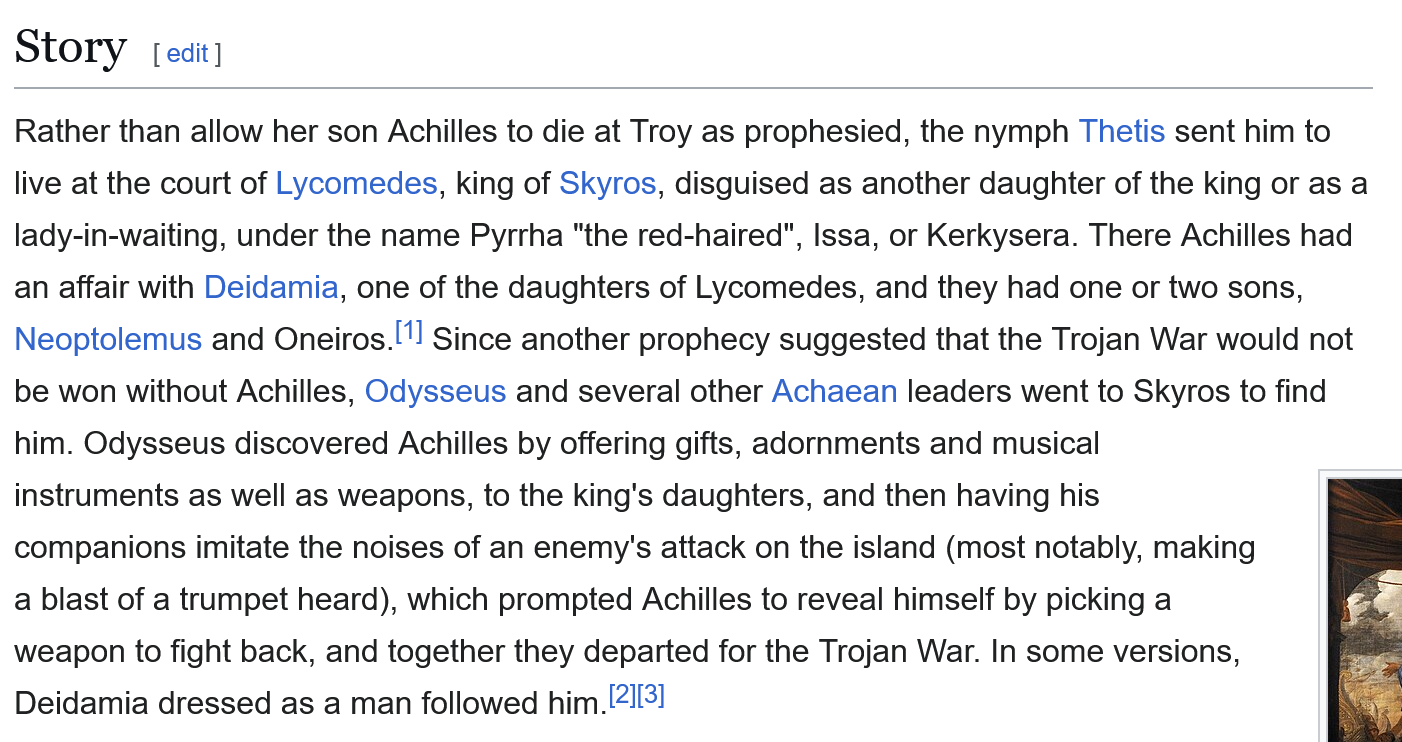 Story [ edit ]
Rather than allow her son Achilles to die at Troy as prophesied, the nymph Thetis sent him to
live at the court of Lycomedes, king of Skyros, disguised as another daughter of the king or as a
lady-in-waiting, under the name Pyrrha "the red-haired", Issa, or Kerkysera. There Achilles had
an affair with Deidamia, one of the daughters of Lycomedes, and they had one or two sons,
Neoptolemus and Oneiros.[1] Since another prophecy suggested that the Trojan War would not
be won without Achilles, Odysseus and several other Achaean leaders went to Skyros to find
him. Odysseus discovered Achilles by offering gifts, adornments and musical
instruments as well as weapons, to the king's daughters, and then having his
companions imitate the noises of an enemy's attack on the island (most notably, making
a blast of a trumpet heard), which prompted Achilles to reveal himself by picking a
weapon to fight back, and together they departed for the Trojan War. In some versions,
Deidamia dressed as a man followed him.[2][3]